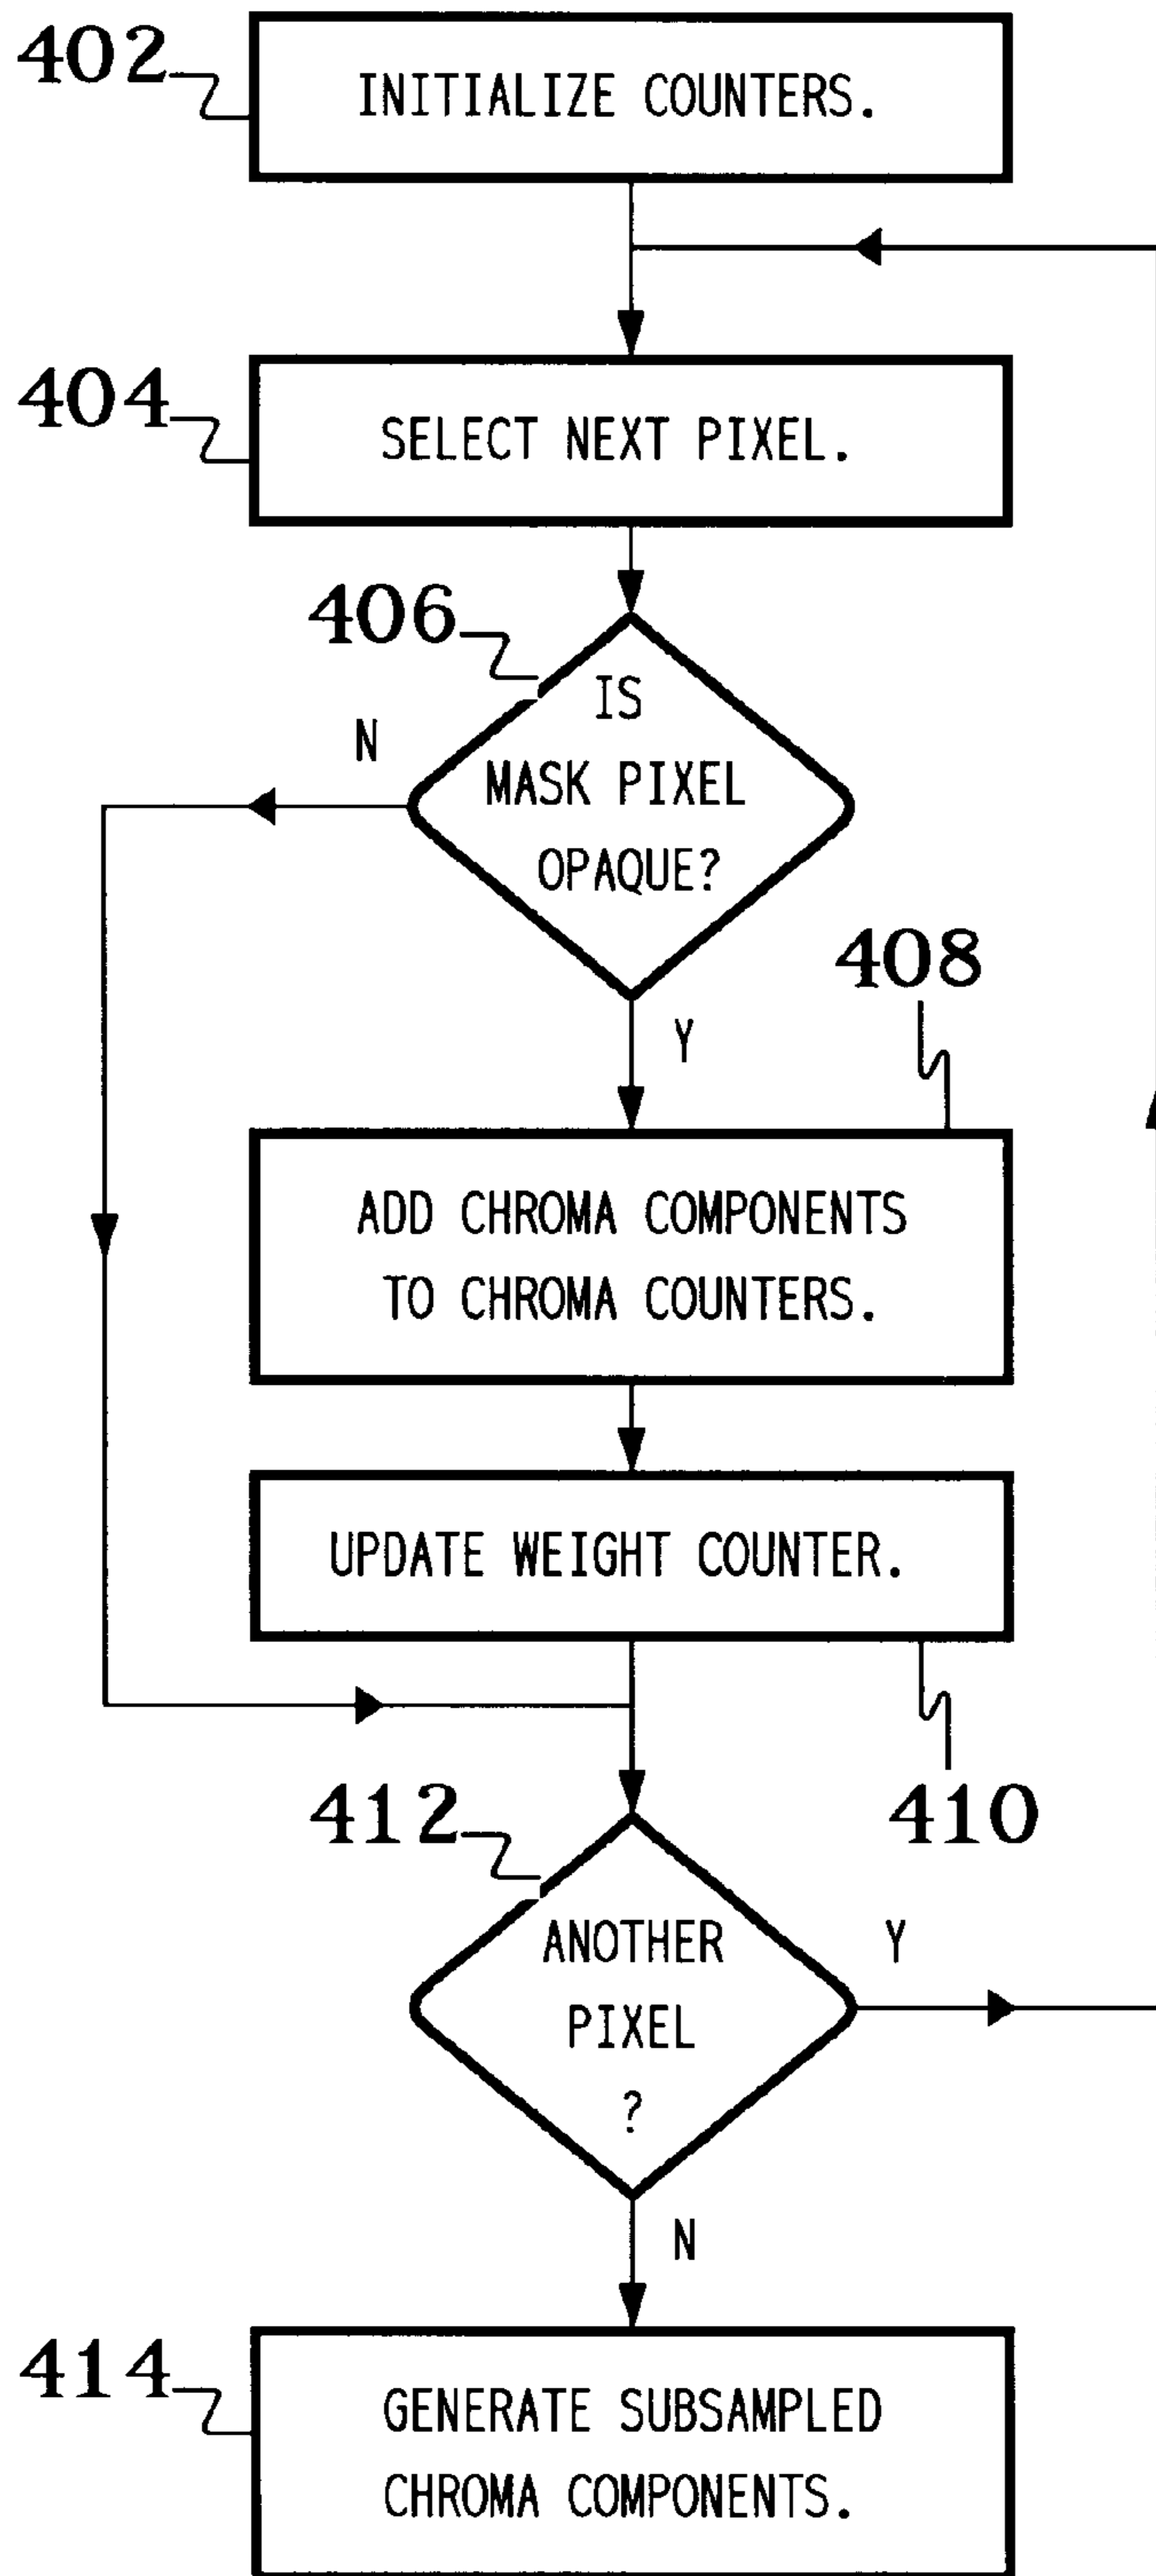 402
INITIALIZE COUNTERS.
404
SELECT NEXT PIXEL.
406
IS
N
MASK PIXEL
OPAQUE?
408
Y
ADD CHROMA COMPONENTS
TO CHROMA COUNTERS.
UPDATE WEIGHT COUNTER.
412
410
ANOTHER
Y
PIXEL
?
N
414
GENERATE SUBSAMPLED
CHROMA COMPONENTS.